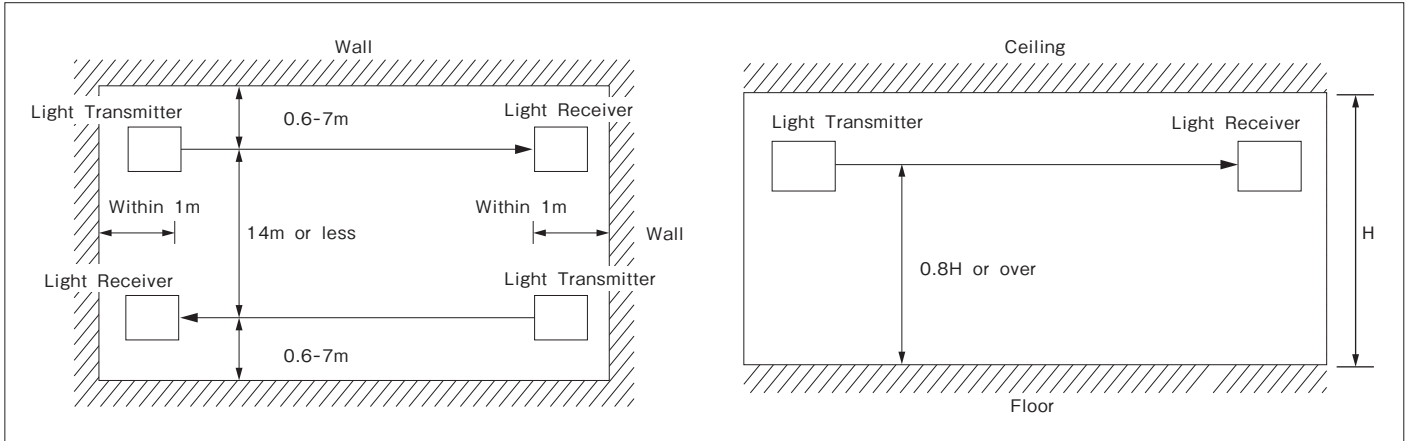 Wall
Light Transmitter
Light Receiver
0.6-7m
Within 1m
Within 1m
14m or less
Wall
Light Receiver
Light Transmitter
0.6-7m
Ceiling
Light Transmitter
Light Receiver
H
0.8H or over
Floor